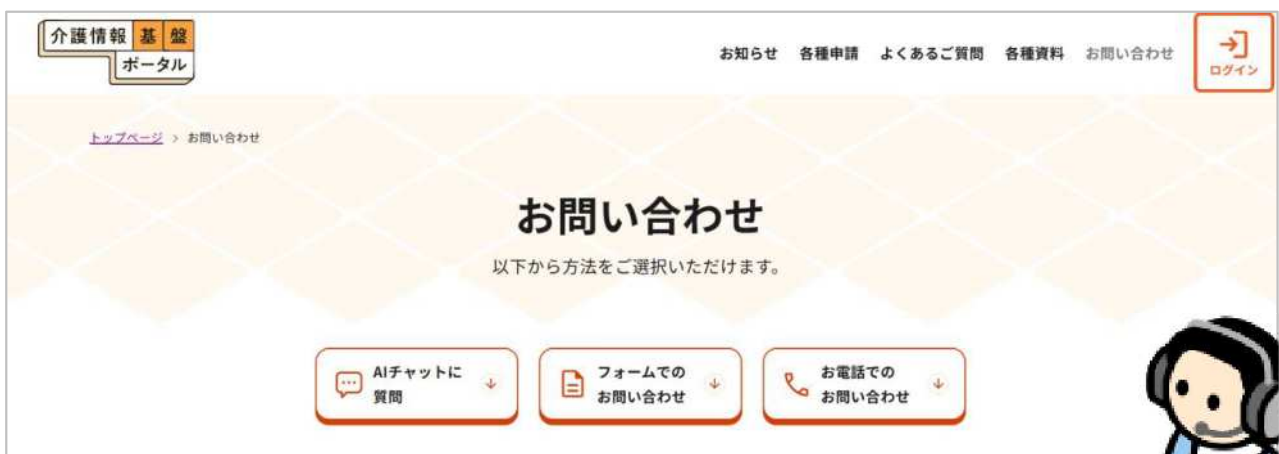 介護情報基盤
ポータル
お知らせ 各種申請 よくあるご質問 各種資料 お問い合わせ
ログイン
トップページ > お問い合わせ
お問い合わせ
以下から方法をご選択いただけます。
AIチャットに
質問
フォームでの
お問い合わせ
お電話での
お問い合わせ